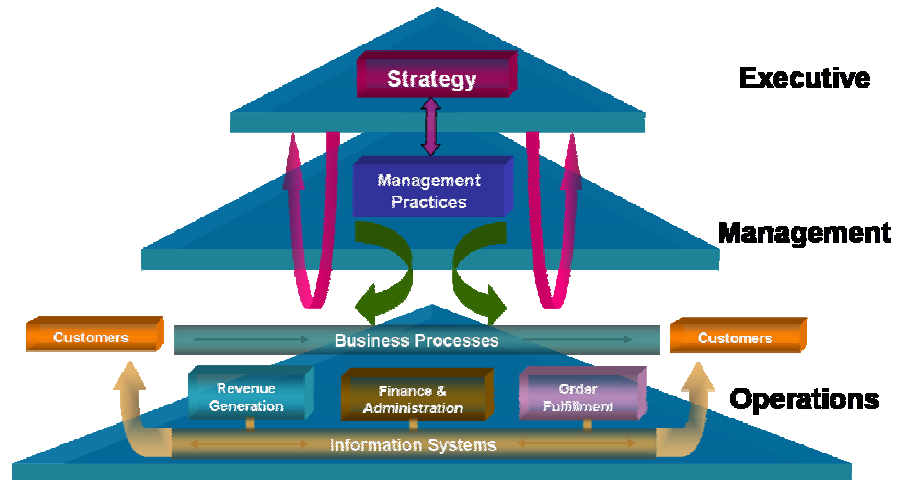 Strategy
Executive
Management
Practices
Management
Customers
Business Processes
Customers
Revenue
Generation
Finance &
Administration
Order
Fulfillment
Operations
Information Systems